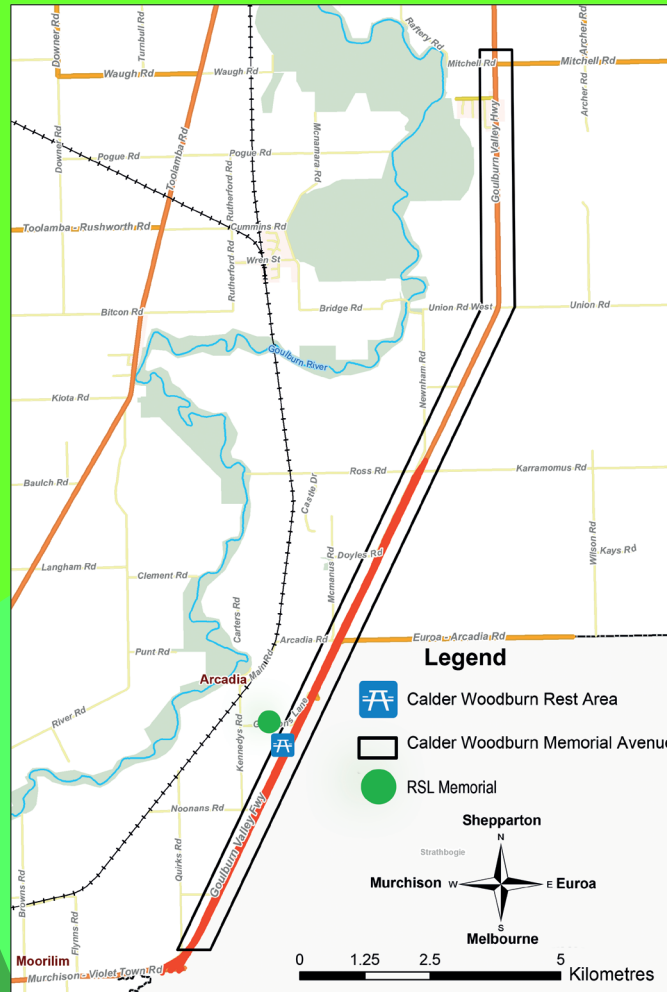 Downer Rd
Turnbull Rd
Raftery Rd
Archer Rd
Waugh Rd
Waugh Rd
Mitchell Rd
Mitchell Rd
Archer Rd
Goulburn Valley Hwy
Downer Rd
Toolamba Rd
Mcnamara Rd
Pogue Rd
Pogue Rd
Rutherford Rd
Toolamba - Rushworth Rd
Cummins Rd
Rutherford Rd
Wren St
Bitcon Rd
Bridge Rd
Union Rd West
Union Rd
Goulburn River
Newnham Rd
Kiota Rd
Ross Rd
Karramomus Rd
Baulch Rd
Castle Dr
Wilson Rd
Kays Rd
Doyles Rd
Langham Rd
Clement Rd
Mcmanus Rd
Carters Rd
Arcadia Rd
Euroa - Arcadia Rd
Punt Rd
Main Rd
Arcadia
Legend
Calder Woodburn Rest Area
River Rd
Kennedys Rd
Lane
Calder Woodburn Memorial Avenue
RSL Memorial
Noonans Rd
Goulburn Valley Fwy
Quirks Rd
Shepparton
N
Strathbogie
Murchison W E Euroa
S
Melbourne
Browns Rd
Flynns Rd
Moorilim
Murchison - Violet Town Rd
0 1.25 2.5 5
Kilometres